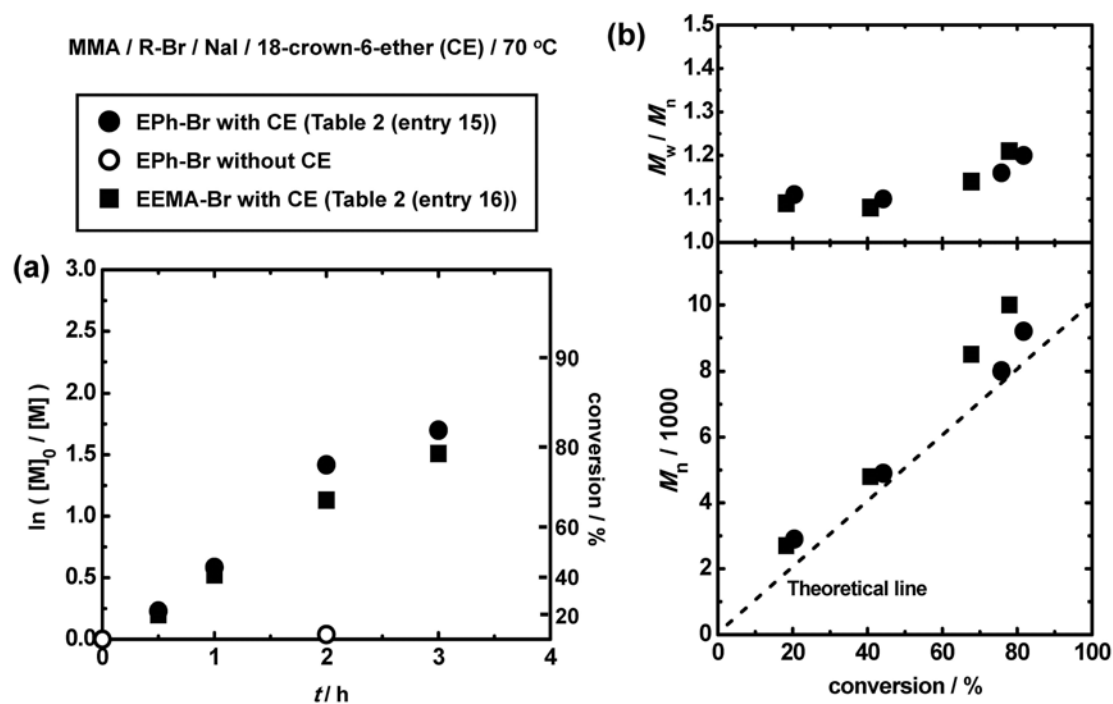 MMA / R-Br / NaI / 18-crown-6-ether (CE) / 70 °C
EPh-Br with CE (Table 2 (entry 15))
EPh-Br without CE
EEMA-Br with CE (Table 2 (entry 16))
(a)
3.0
2.5
2.0
1.5
1.0
0.5
0.0
ln ( [M]0 / [M] )
90
80
60
40
20
conversion / %
0
1
2
3
4
t / h
(b)
1.5
1.4
1.3
1.2
1.1
1.0
Mw / Mn
10
8
6
4
2
0
Mn / 1000
Theoretical line
20
40
60
80
100
conversion / %